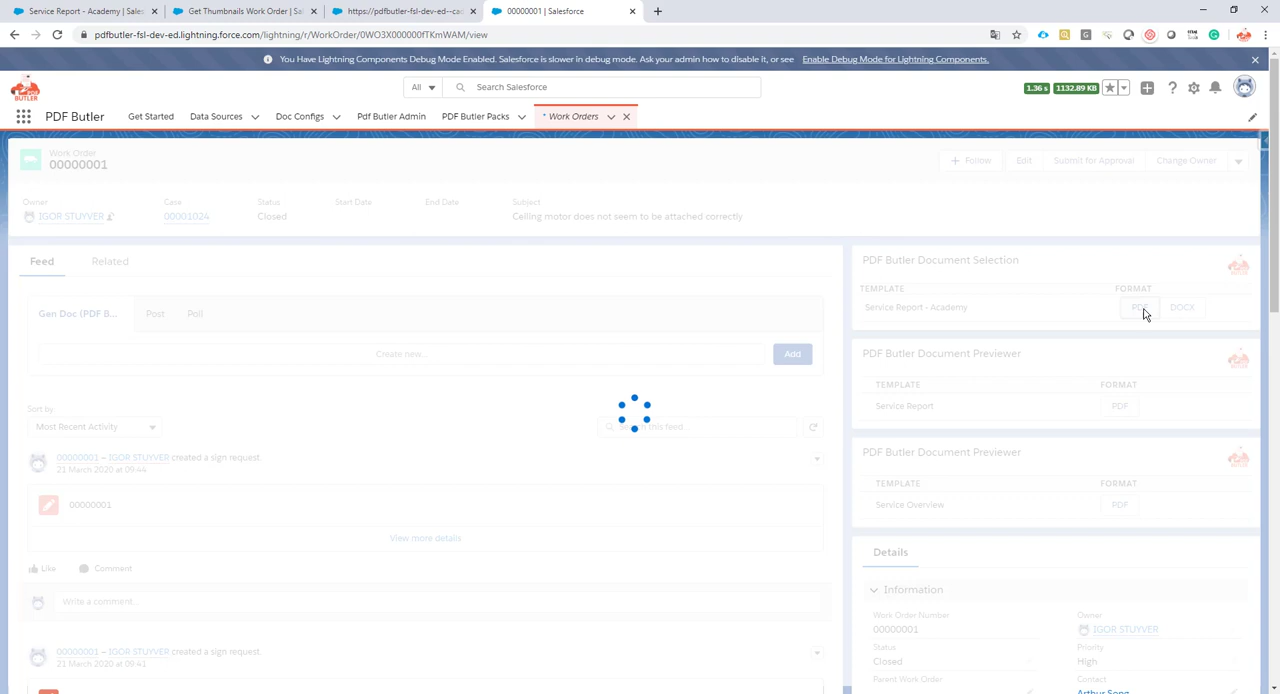 Service Report - Academy | Sales
Get Thumbnails Work Order | Sal
https://pdfbutler-fsl-dev-ed--cad
00000001 | Salesforce
pdfbutler-fsl-dev-ed.lightning.force.com/lightning/r/WorkOrder/0WO3X000000fTKmWAM/view
You Have Lightning Components Debug Mode Enabled. Salesforce is slower in debug mode. Ask your admin how to disable it, or see Enable Debug Mode for Lightning Components.
BUTLER
All
Search Salesforce
1.36 s
1132.89 KB
PDF Butler
Get Started
Data Sources
Doc Configs
Pdf Butler Admin
PDF Butler Packs
* Work Orders
Work Order
00000001
Follow
Edit
Submit for Approval
Change Owner
Owner
Case
Status
Start Date
End Date
Subject
IGOR STUYVER
00001024
Closed
Ceiling motor does not seem to be attached correctly
Feed
Related
Gen Doc (PDF B...
Post
Poll
Create new...
Add
Sort by
Most Recent Activity
this feed
00000001 – IGOR STUYVER created a sign request.
21 March 2020 at 09:44
00000001
View more details
Like
Comment
Write a comment...
00000001 – IGOR STUYVER created a sign request.
21 March 2020 at 09:41
PDF Butler Document Selection
TEMPLATE
FORMAT
Service Report - Academy
PDF
DOCX
PDF Butler Document Previewer
TEMPLATE
FORMAT
Service Report
PDF
PDF Butler Document Previewer
TEMPLATE
FORMAT
Service Overview
PDF
Details
Information
Work Order Number
Owner
00000001
IGOR STUYVER
Status
Priority
Closed
High
Parent Work Order
Contact
Arthur Song